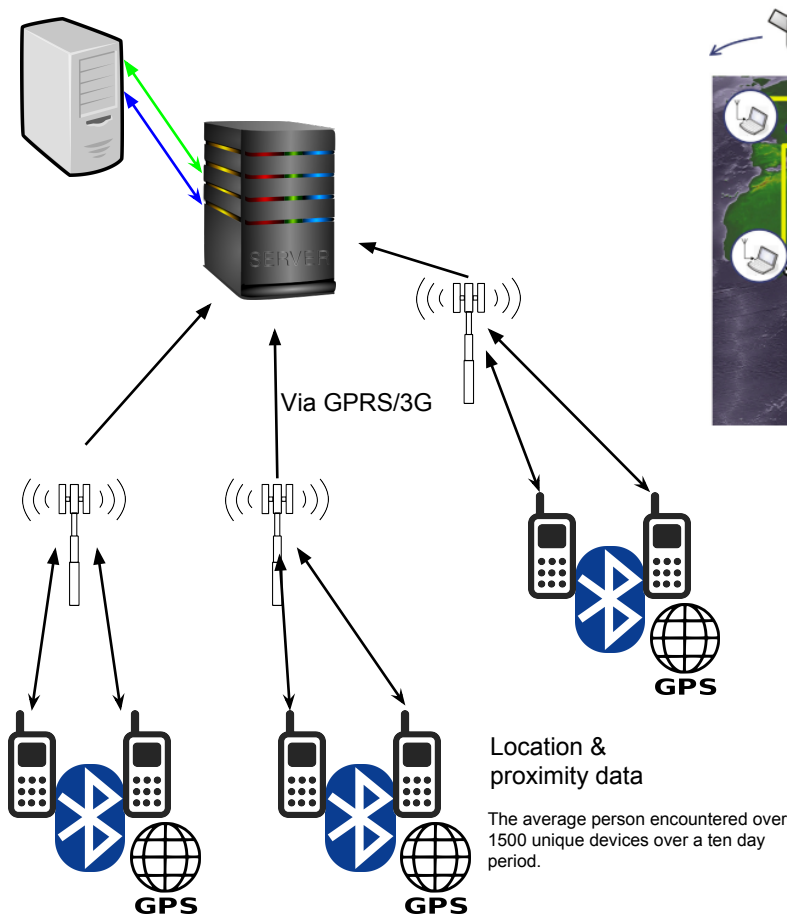 SERVER
Via GPRS/3G
GPS
Location &
proximity data
The average person encountered over
1500 unique devices over a ten day
period.
GPS
GPS